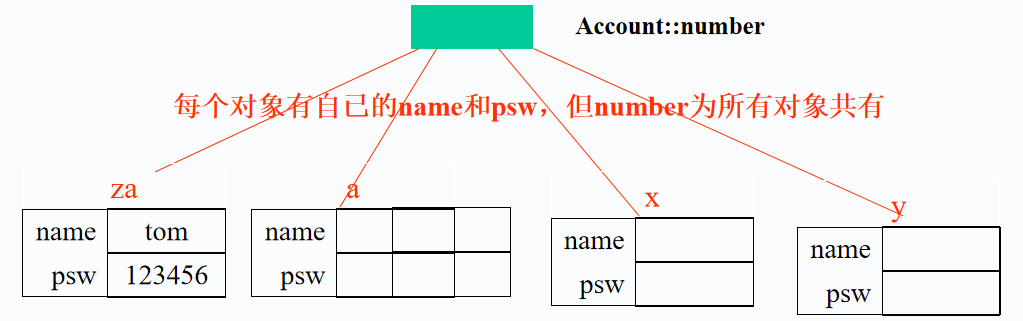 Account::number
每个对象有自己的name和psw，但number为所有对象共有
za
name tom
psw 123456
a
name
psw
x
name
psw
y
name
psw